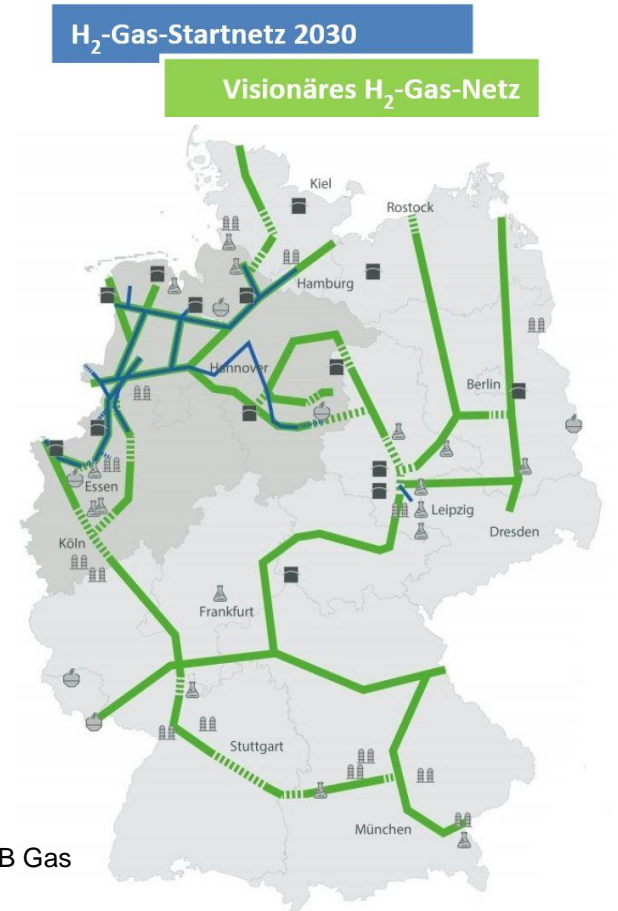 H₂-Gas-Startnetz 2030
Visionäres H₂-Gas-Netz
Kiel
Rostock
Hamburg
Hannover
Berlin
Essen
Leipzig
Köln
Dresden
Frankfurt
Stuttgart
München
B Gas